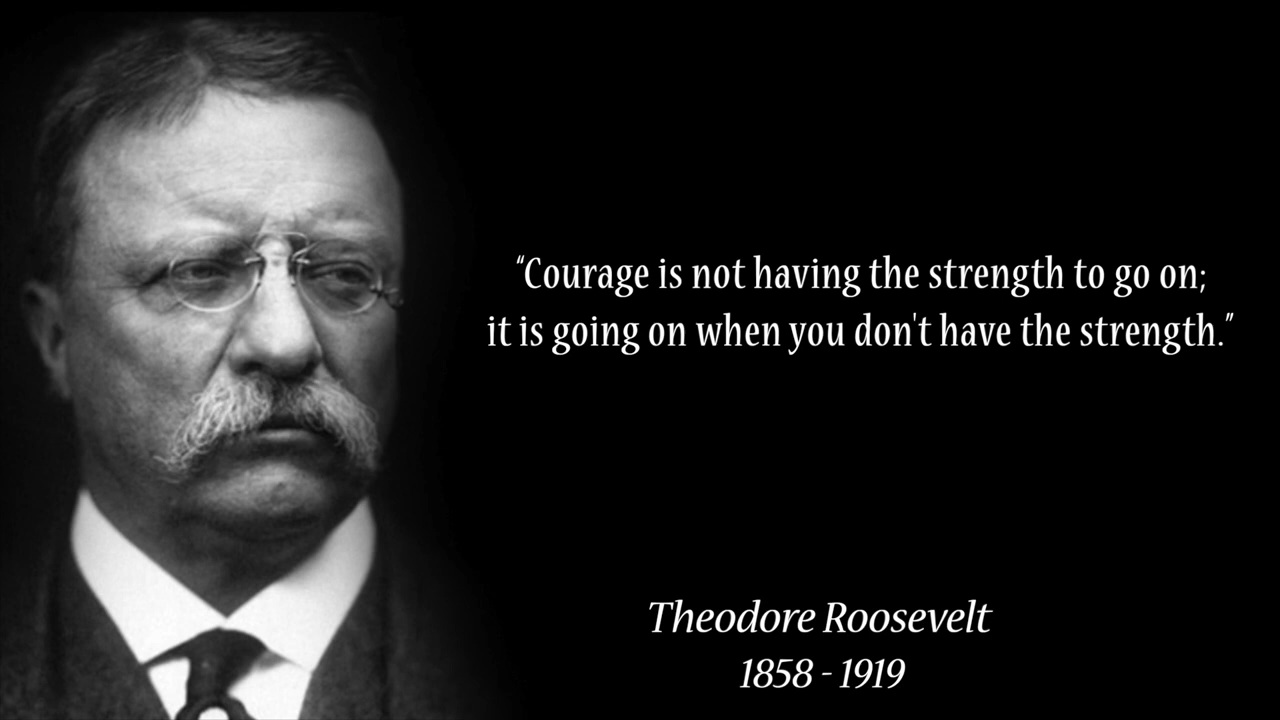 “Courage is not having the strength to go on;
it is going on when you don't have the strength.”
Theodore Roosevelt
1858 - 1919